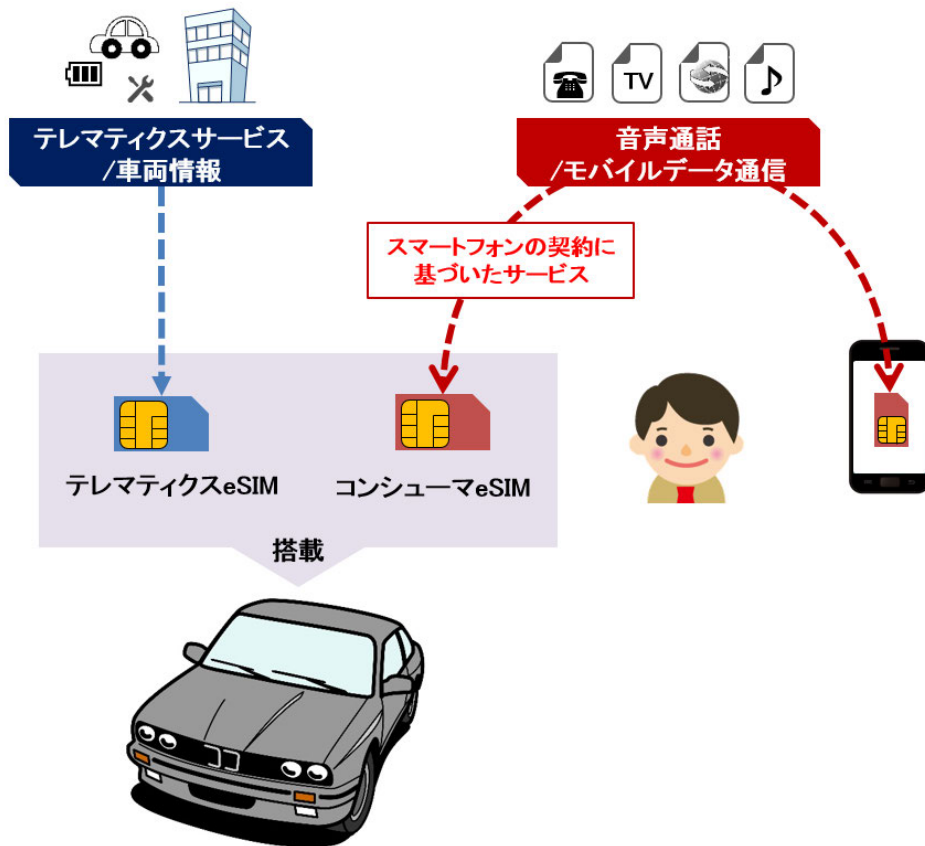 TV
テレマティクスサービス
/車両情報
音声通話
/モバイルデータ通信
スマートフォンの契約に
基づいたサービス
テレマティクスeSIM
コンシューマeSIM
搭載